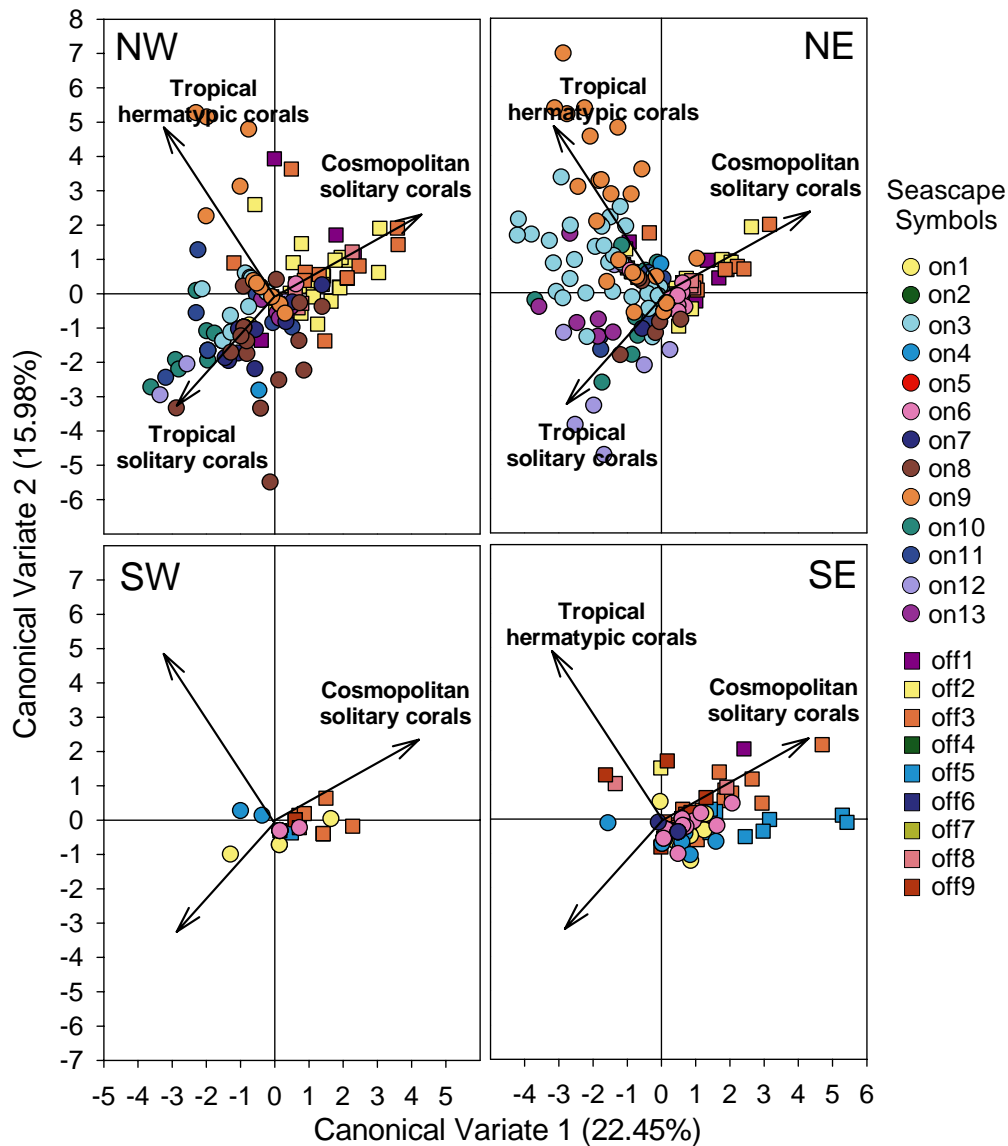 8
7
6
5
4
3
2
1
0
-1
-2
-3
-4
-5
-6
NW
Tropical
hermatypic corals
Cosmopolitan
solitary corals
Tropical
solitary corals
NE
Tropical
hermatypic corals
Cosmopolitan
solitary corals
Tropical
solitary corals
Canonical Variate 2 (15.98%)
7
6
5
4
3
2
1
0
-1
-2
-3
-4
-5
-6
-7
SW
Cosmopolitan
solitary corals
SE
Tropical
hermatypic corals
Cosmopolitan
solitary corals
-5 -4 -3 -2 -1 0 1 2 3 4 5
-4 -3 -2 -1 0 1 2 3 4 5 6
Canonical Variate 1 (22.45%)
Seascape
Symbols
on1
on2
on3
on4
on5
on6
on7
on8
on9
on10
on11
on12
on13
off1
off2
off3
off4
off5
off6
off7
off8
off9